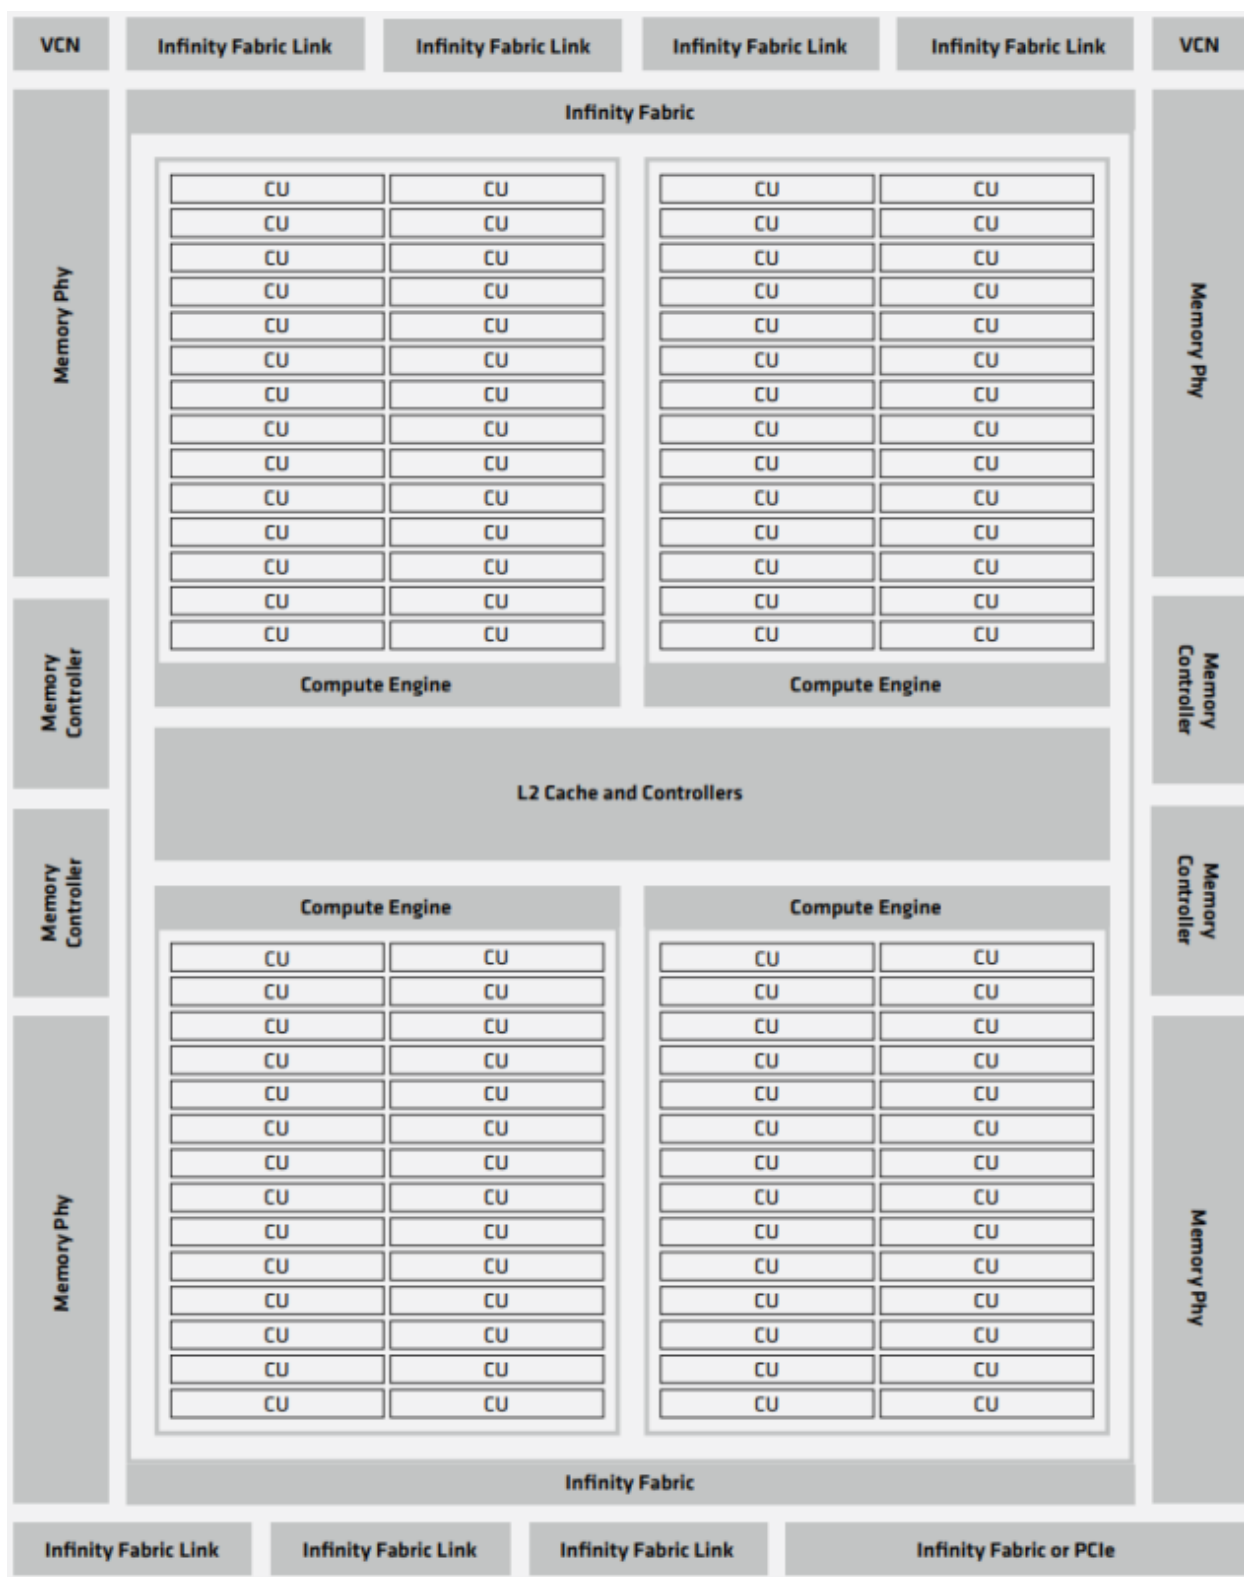 VCN
Infinity Fabric Link
Infinity Fabric Link
Infinity Fabric Link
Infinity Fabric Link
VCN
Infinity Fabric
Memory Phy
CU CU CU CU
CU CU CU CU
CU CU CU CU
CU CU CU CU
CU CU CU CU
CU CU CU CU
CU CU CU CU
CU CU CU CU
CU CU CU CU
CU CU CU CU
CU CU CU CU
CU CU CU CU
CU CU CU CU
CU CU CU CU
Memory Phy
Compute Engine
Compute Engine
Memory
Controller
Memory
Controller
L2 Cache and Controllers
Memory
Controller
Memory
Controller
Compute Engine
Compute Engine
Memory Phy
CU CU CU CU
CU CU CU CU
CU CU CU CU
CU CU CU CU
CU CU CU CU
CU CU CU CU
CU CU CU CU
CU CU CU CU
CU CU CU CU
CU CU CU CU
CU CU CU CU
CU CU CU CU
CU CU CU CU
CU CU CU CU
Memory Phy
Infinity Fabric
Infinity Fabric Link
Infinity Fabric Link
Infinity Fabric Link
Infinity Fabric or PCIe